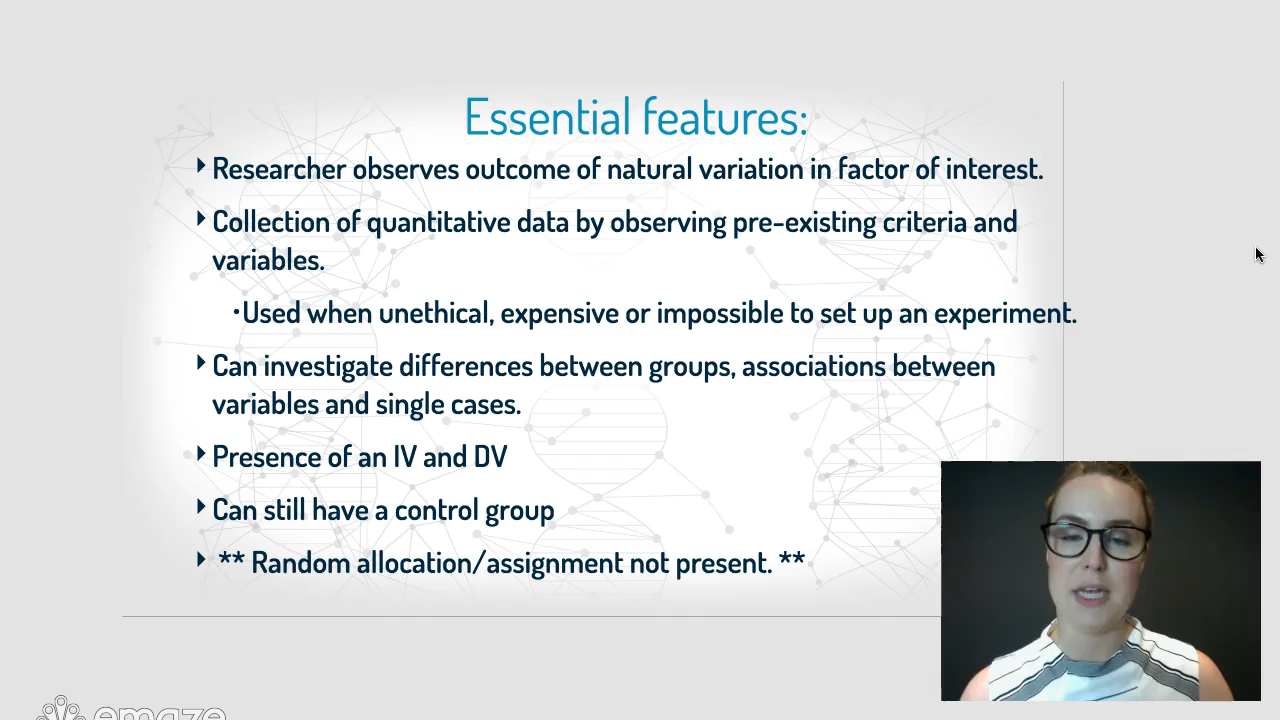 Essential features:
Researcher observes outcome of natural variation in factor of interest.
Collection of quantitative data by observing pre-existing criteria and
variables.
•Used when unethical, expensive or impossible to set up an experiment.
Can investigate differences between groups, associations between
variables and single cases.
Presence of an IV and DV
Can still have a control group
** Random allocation/assignment not present. **
emaze